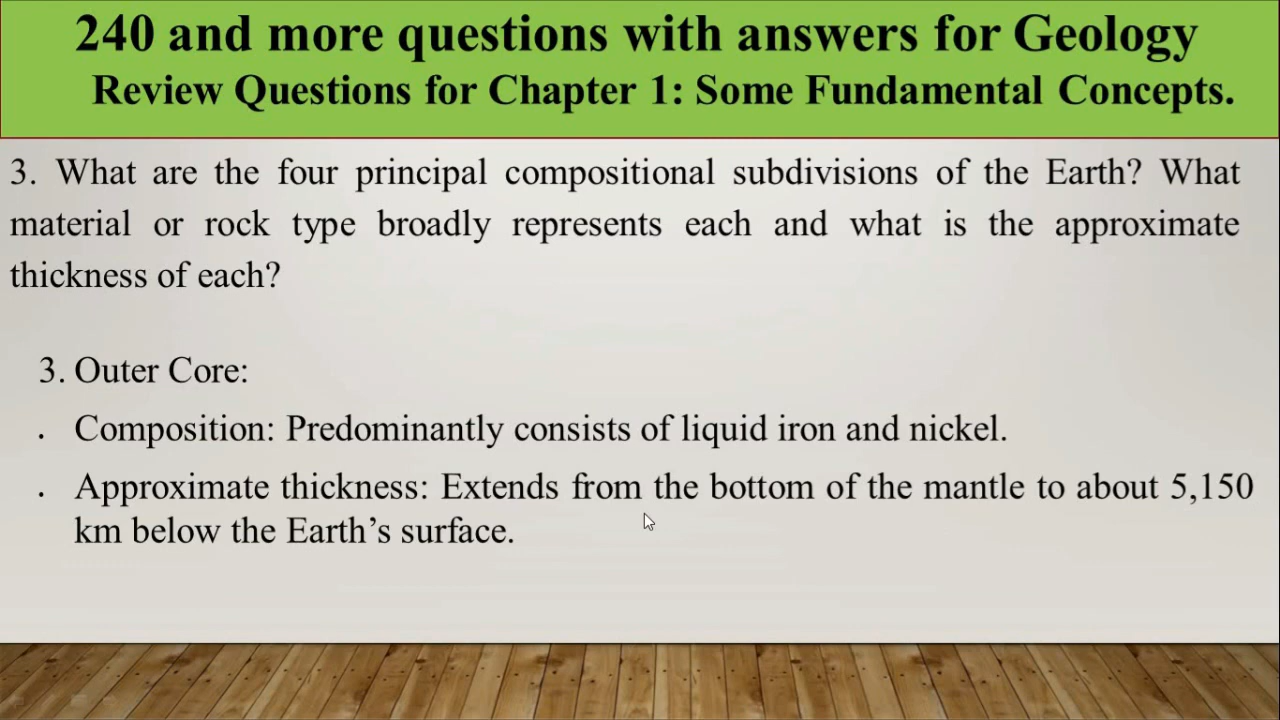 240 and more questions with answers for Geology
Review Questions for Chapter 1: Some Fundamental Concepts.
3. What are the four principal compositional subdivisions of the Earth? What
material or rock type broadly represents each and what is the approximate
thickness of each?
3. Outer Core:
• Composition: Predominantly consists of liquid iron and nickel.
• Approximate thickness: Extends from the bottom of the mantle to about 5,150
km below the Earth’s surface.